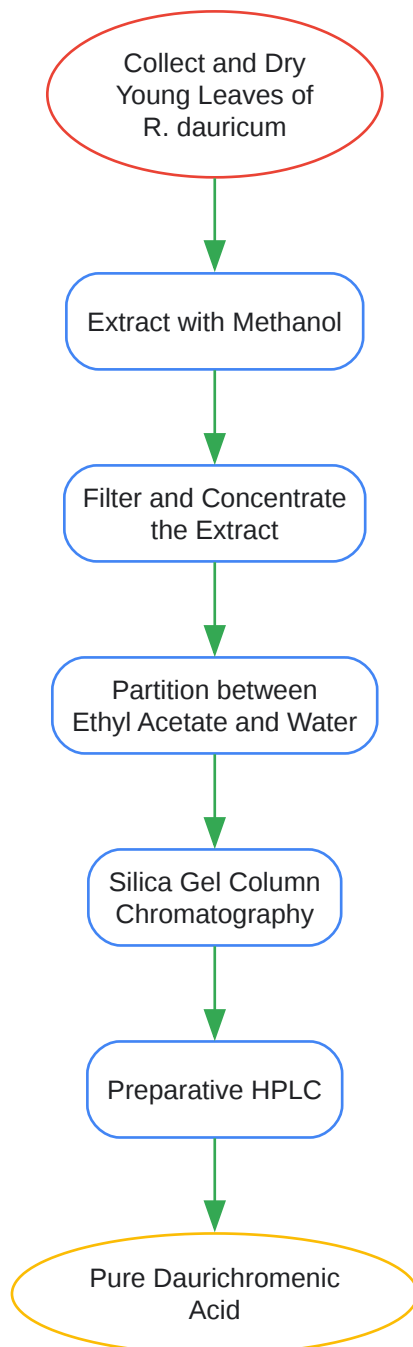 Collect and Dry
Young Leaves of
R. dauricum
Extract with Methanol
Filter and Concentrate
the Extract
Partition between
Ethyl Acetate and Water
Silica Gel Column
Chromatography
Preparative HPLC
Pure Daurichromenic
Acid